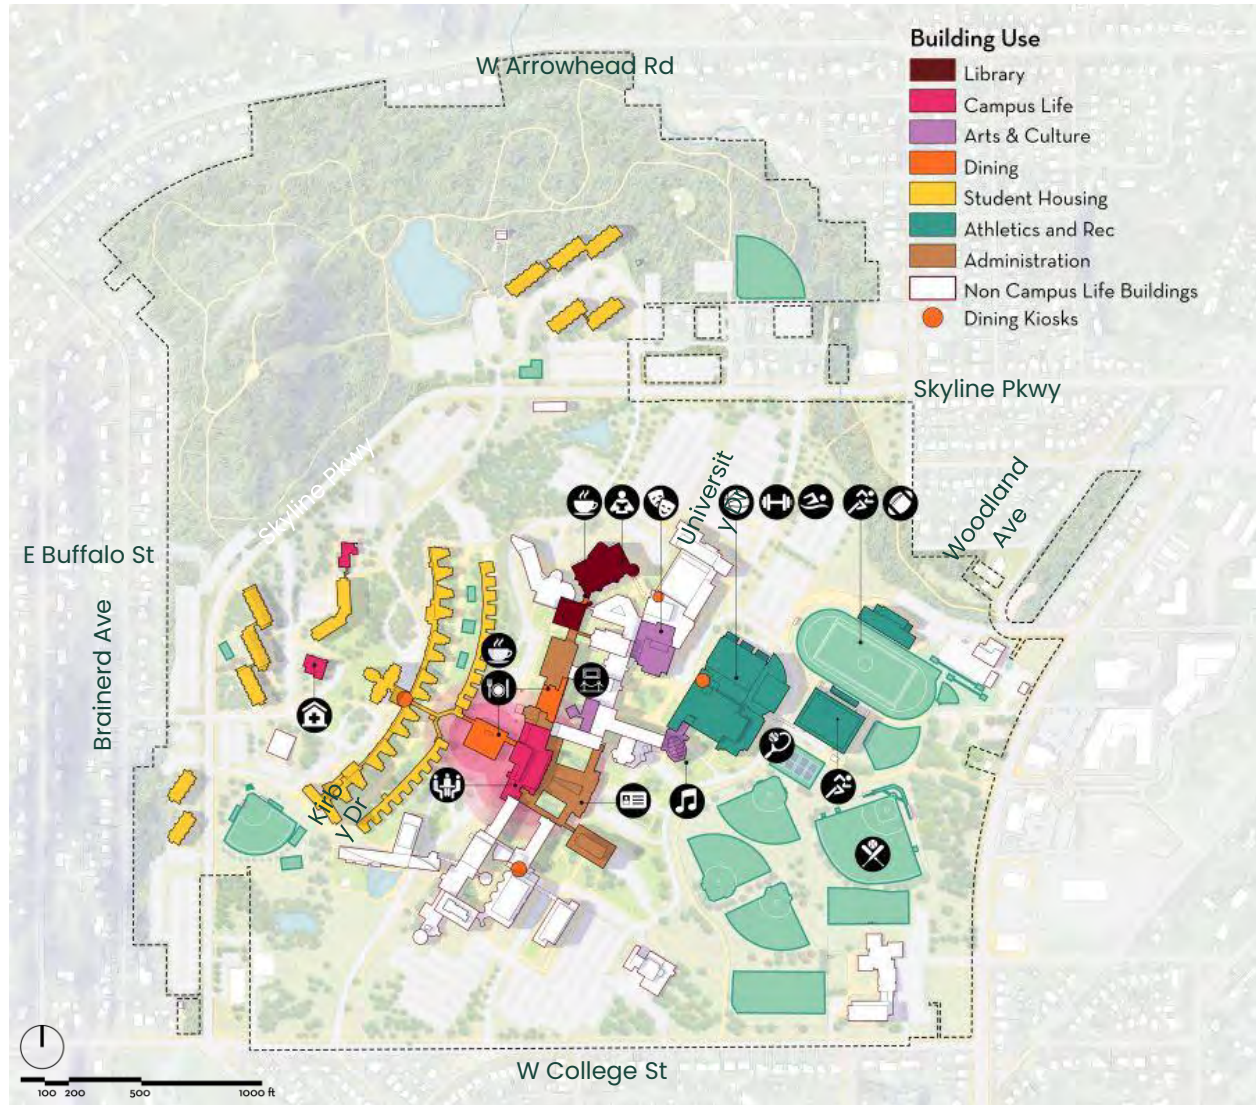 W Arrowhead Rd
Building Use
Library
Campus Life
Arts & Culture
Dining
Student Housing
Athletics and Rec
Administration
Non Campus Life Buildings
Dining Kiosks
Skyline Pkwy
Skyline Pkwy
Universit
y Dr
Woodland
Ave
E Buffalo St
Brainerd Ave
Kirb
y Dr
W College St
100 200 500 1000 ft